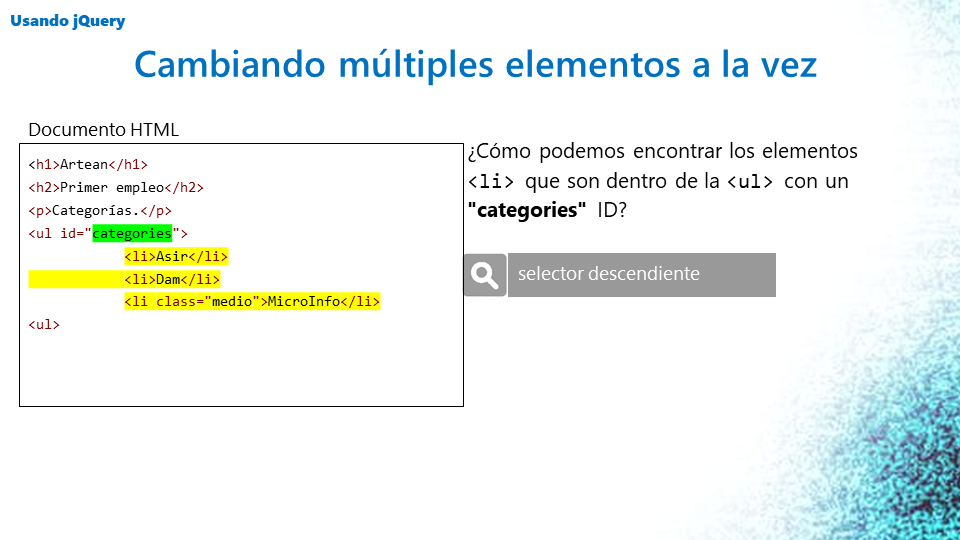 Usando jQuery
Cambiando múltiples elementos a la vez
Documento HTML
<h1>Artean</h1>
<h2>Primer empleo</h2>
<p>Categorías.</p>
<ul id="categories">
<li>Asir</li>
<li>Dam</li>
<li class="medio">MicroInfo</li>
<ul>
¿Cómo podemos encontrar los elementos
<li> que son dentro de la <ul> con un
"categories" ID?
selector descendiente